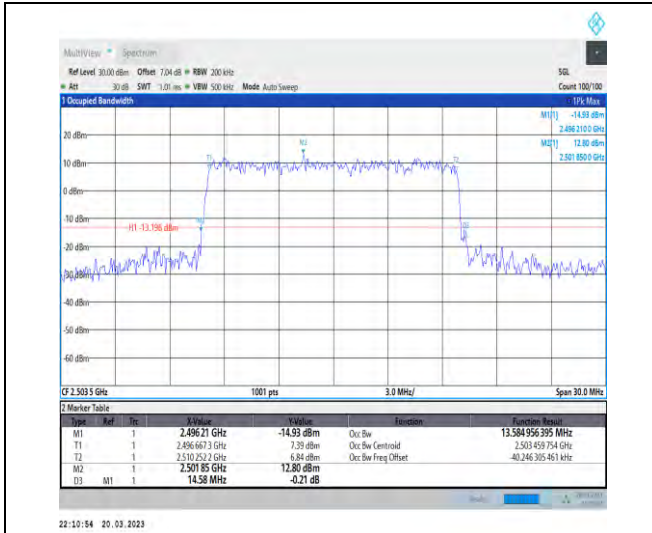 MultiView Spectrum
Ref Level 30.00 dBm Offset 7.04 dB RBW 200 kHz SGL
Att 30 dB SWT 1.01 ms VBW 500 kHz Mode Auto Sweep Count 100/100
1 Occupied Bandwidth 1Pk Max
M1[1] -14.93 dBm
2.496 210 0 GHz
M2[1] 12.80 dBm
2.501 850 0 GHz
20 dBm
M2
T1 T2
10 dBm
0 dBm
-10 dBm
H1 -13.196 dBm
-20 dBm
-30 dBm
-40 dBm
-50 dBm
-60 dBm
CF 2.503 5 GHz 1001 pts 3.0 MHz/ Span 30.0 MHz
2 Marker Table
Type Ref Trc X-Value Y-Value Function Function Result
M1 1 2.496 21 GHz -14.93 dBm Occ Bw 13.584 956 395 MHz
T1 1 2.496 667 3 GHz 7.39 dBm Occ Bw Centroid 2.503 459 754 GHz
T2 1 2.510 252 2 GHz 6.84 dBm Occ Bw Freq Offset -40.246 305 461 kHz
M2 1 2.501 85 GHz 12.80 dBm
D3 M1 1 14.58 MHz -0.21 dB
22:10:54 20.03.2023